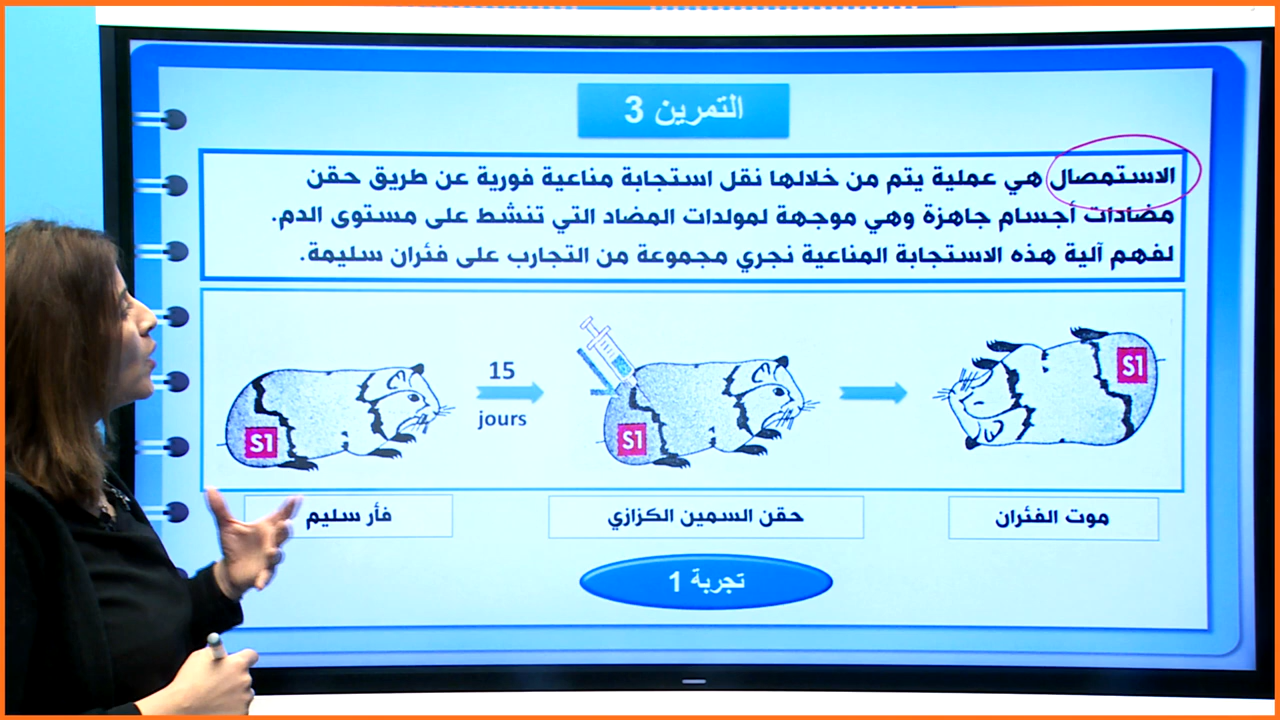 التمرين 3
الاستمصال هي عملية يتم من خلالها نقل استجابة مناعية فورية عن طريق حقن
مضادات أجسام جاهزة وهي موجهة لمولدات المضاد التي تنشط على مستوى الدم.
لفهم آلية هذه الاستجابة المناعية نجري مجموعة من التجارب على فئران سليمة.
S1
15
jours
S1
S1
فأر سليم
حقن السمين الكزازي
موت الفئران
تجربة 1